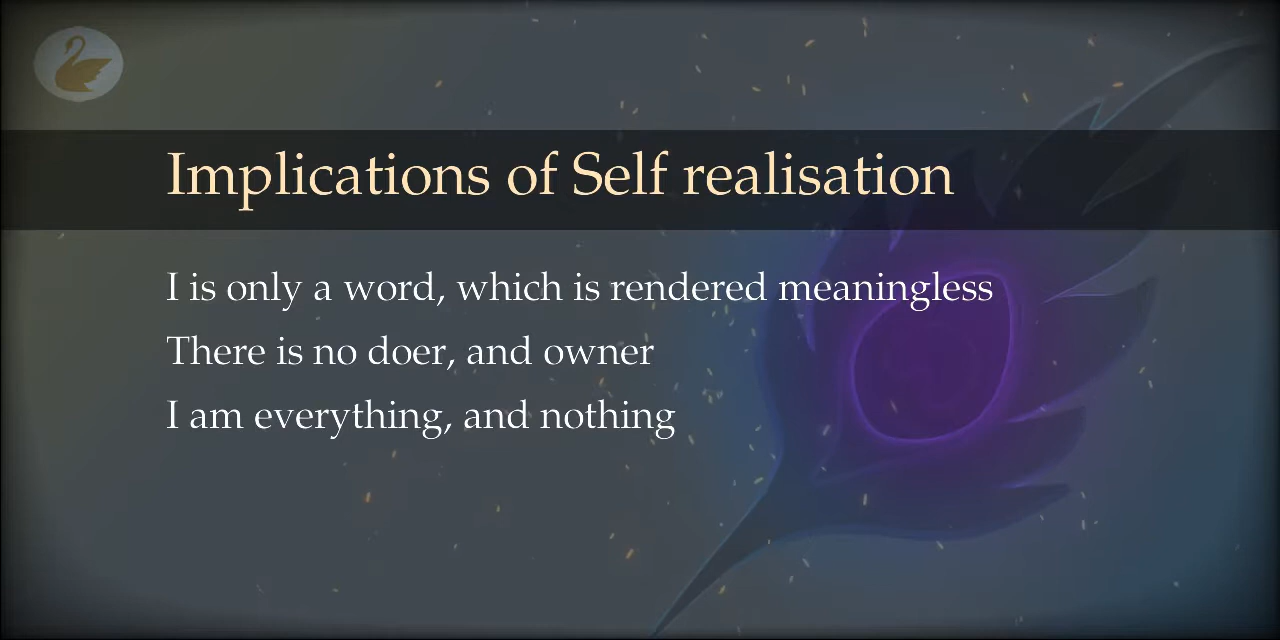 Implications of Self realisation
I is only a word, which is rendered meaningless
There is no doer, and owner
I am everything, and nothing